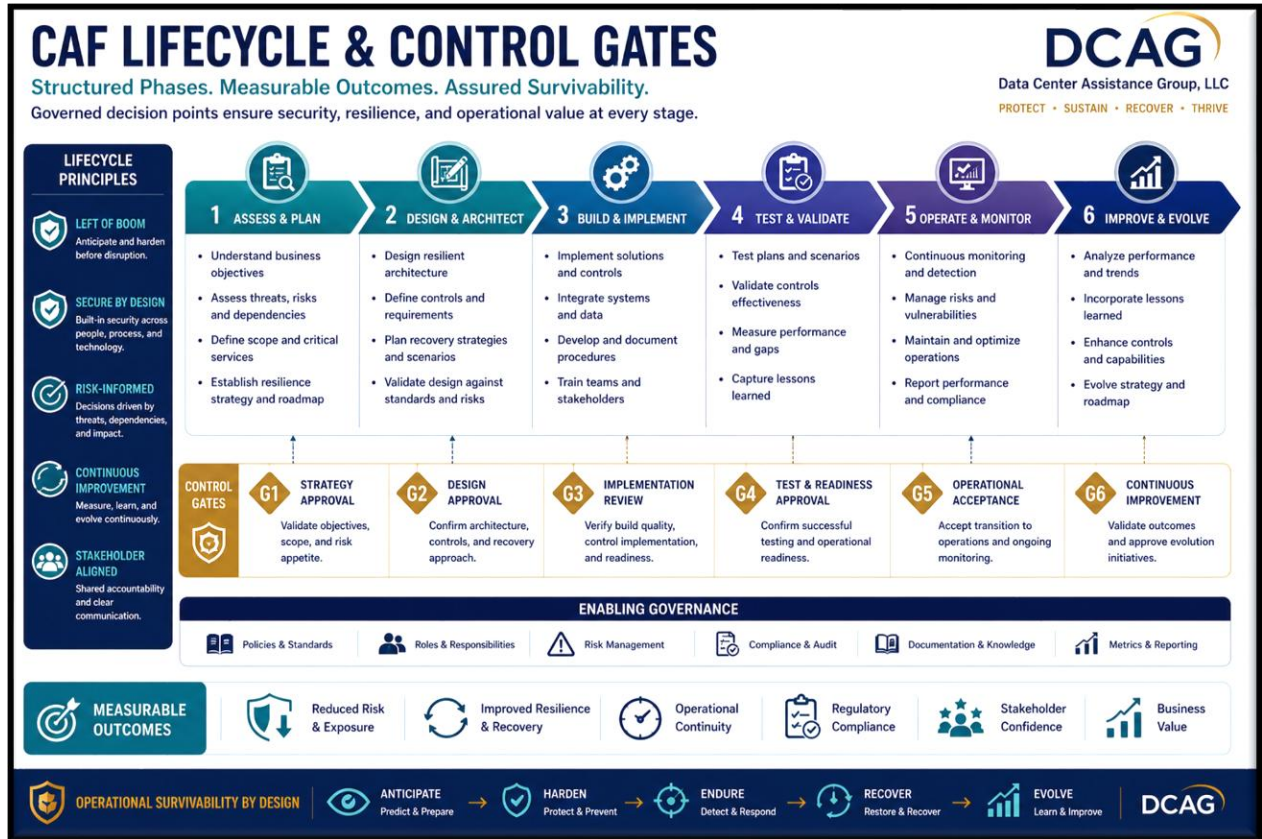 CAF LIFECYCLE & CONTROL GATES
Structured Phases. Measurable Outcomes. Assured Survivability.
Governed decision points ensure security, resilience, and operational value at every stage.
DCAG
Data Center Assistance Group, LLC
PROTECT • SUSTAIN • RECOVER • THRIVE
LIFECYCLE
PRINCIPLES
LEFT OF BOOM
Anticipate and harden
before disruption.
SECURE BY DESIGN
Built-in security across
people, process, and
technology.
RISK-INFORMED
Decisions driven by
threats, dependencies,
and impact.
CONTINUOUS
IMPROVEMENT
Measure, learn, and
evolve continuously.
STAKEHOLDER
ALIGNED
Shared accountability
and clear
communication.
1 ASSESS & PLAN
• Understand business
objectives
• Assess threats, risks
and dependencies
• Define scope and critical
services
• Establish resilience
strategy and roadmap
2 DESIGN & ARCHITECT
• Design resilient
architecture
• Define controls and
requirements
• Plan recovery strategies
and scenarios
• Validate design against
standards and risks
3 BUILD & IMPLEMENT
• Implement solutions
and controls
• Integrate systems
and data
• Develop and document
procedures
• Train teams and
stakeholders
4 TEST & VALIDATE
• Test plans and scenarios
• Validate controls
effectiveness
• Measure performance
and gaps
• Capture lessons
learned
5 OPERATE & MONITOR
• Continuous monitoring
and detection
• Manage risks and
vulnerabilities
• Maintain and optimize
operations
• Report performance
and compliance
6 IMPROVE & EVOLVE
• Analyze performance
and trends
• Incorporate lessons
learned
• Enhance controls
and capabilities
• Evolve strategy and
roadmap
CONTROL
GATES
G1 STRATEGY
APPROVAL
Validate objectives,
scope, and risk
appetite.
G2 DESIGN
APPROVAL
Confirm architecture,
controls, and recovery
approach.
G3 IMPLEMENTATION
REVIEW
Verify build quality,
control implementation,
and readiness.
G4 TEST & READINESS
APPROVAL
Confirm successful
testing and operational
readiness.
G5 OPERATIONAL
ACCEPTANCE
Accept transition to
operations and ongoing
monitoring.
G6 CONTINUOUS
IMPROVEMENT
Validate outcomes
and approve evolution
initiatives.
ENABLING GOVERNANCE
Policies & Standards
Roles & Responsibilities
Risk Management
Compliance & Audit
Documentation & Knowledge
Metrics & Reporting
MEASURABLE
OUTCOMES
Reduced Risk
& Exposure
Improved Resilience
& Recovery
Operational
Continuity
Regulatory
Compliance
Stakeholder
Confidence
Business
Value
OPERATIONAL SURVIVABILITY BY DESIGN
ANTICIPATE
Predict & Prepare
HARDEN
Protect & Prevent
ENDURE
Detect & Respond
RECOVER
Restore & Recover
EVOLVE
Learn & Improve
DCAG